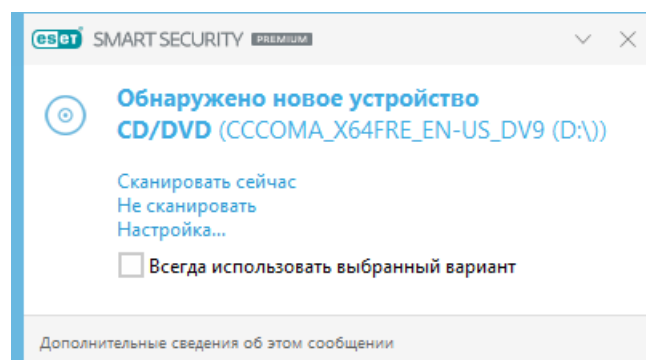 eset SMART SECURITY PREMIUM
Обнаружено новое устройство
CD/DVD (CCCOMA_X64FRE_EN-US_DV9 (D:\))
Сканировать сейчас
Не сканировать
Настройка...
Всегда использовать выбранный вариант
Дополнительные сведения об этом сообщении